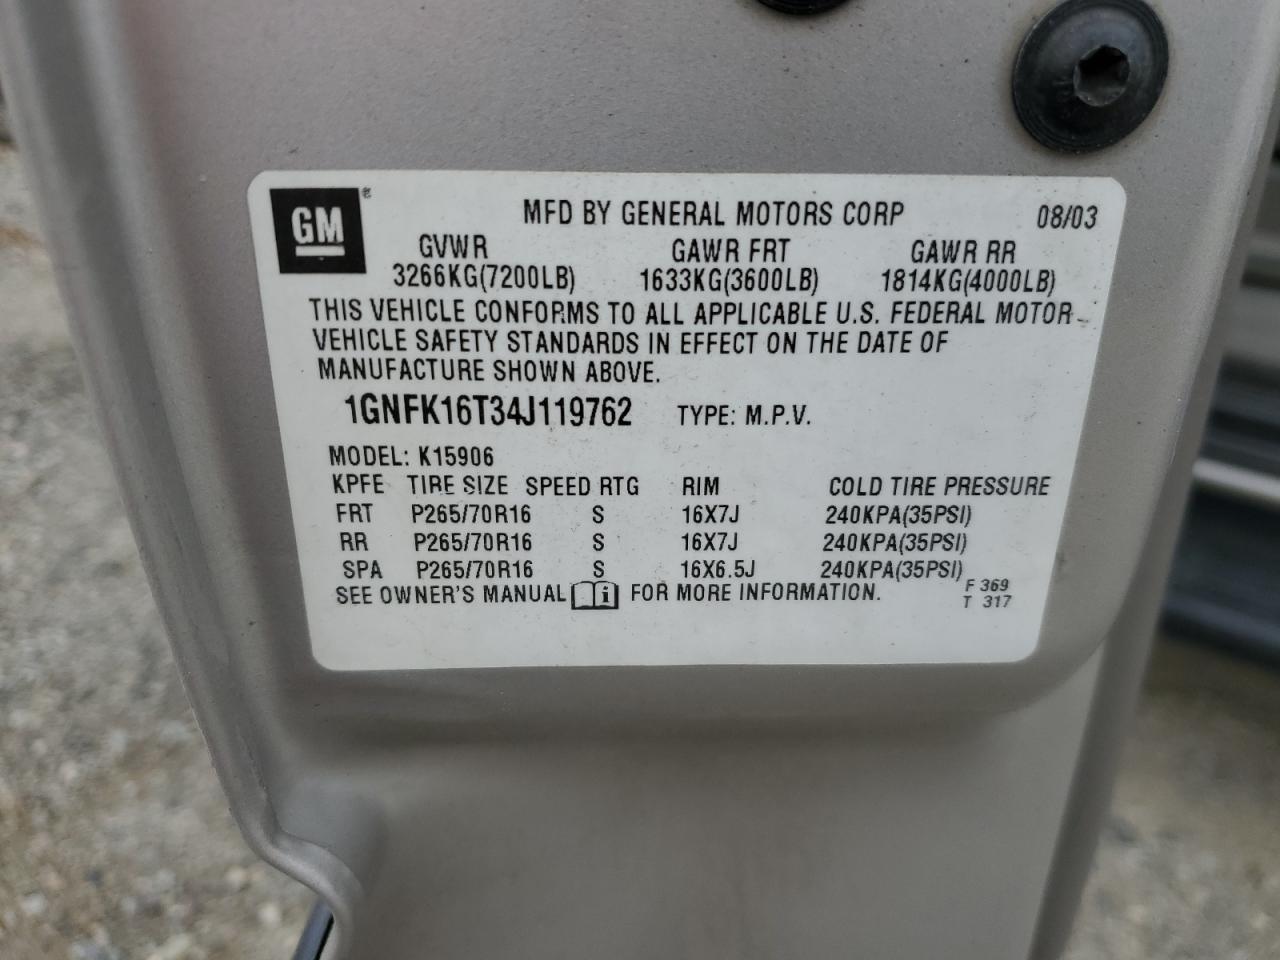 GM ® MFD BY GENERAL MOTORS CORP 08/03
GVWR GAWR FRT GAWR RR
3266KG(7200LB) 1633KG(3600LB) 1814KG(4000LB)
THIS VEHICLE CONFORMS TO ALL APPLICABLE U.S. FEDERAL MOTOR
VEHICLE SAFETY STANDARDS IN EFFECT ON THE DATE OF
MANUFACTURE SHOWN ABOVE.
1GNFK16T34J119762 TYPE: M.P.V.
MODEL: K15906
KPFE TIRE SIZE SPEED RTG RIM COLD TIRE PRESSURE
FRT P265/70R16 S 16X7J 240KPA(35PSI)
RR P265/70R16 S 16X7J 240KPA(35PSI)
SPA P265/70R16 S 16X6.5J 240KPA(35PSI)
SEE OWNER'S MANUAL i FOR MORE INFORMATION. F 369
T 317